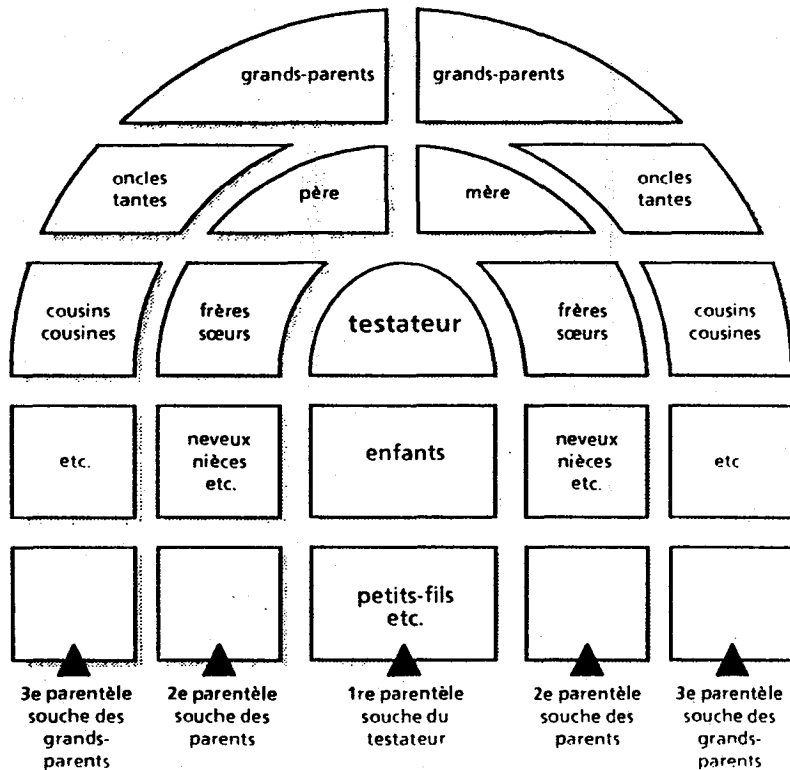 grands-parents
grands-parents
oncles
tantes
père
mère
oncles
tantes
cousins
cousines
frères
sœurs
testateur
frères
sœurs
cousins
cousines
etc.
neveux
nièces
etc.
enfants
neveux
nièces
etc.
etc
petits-fils
etc.
3e parentèle
souche des
grands-
parents
2e parentèle
souche des
parents
1re parentèle
souche du
testateur
2e parentèle
souche des
parents
3e parentèle
souche des
grands-
parents